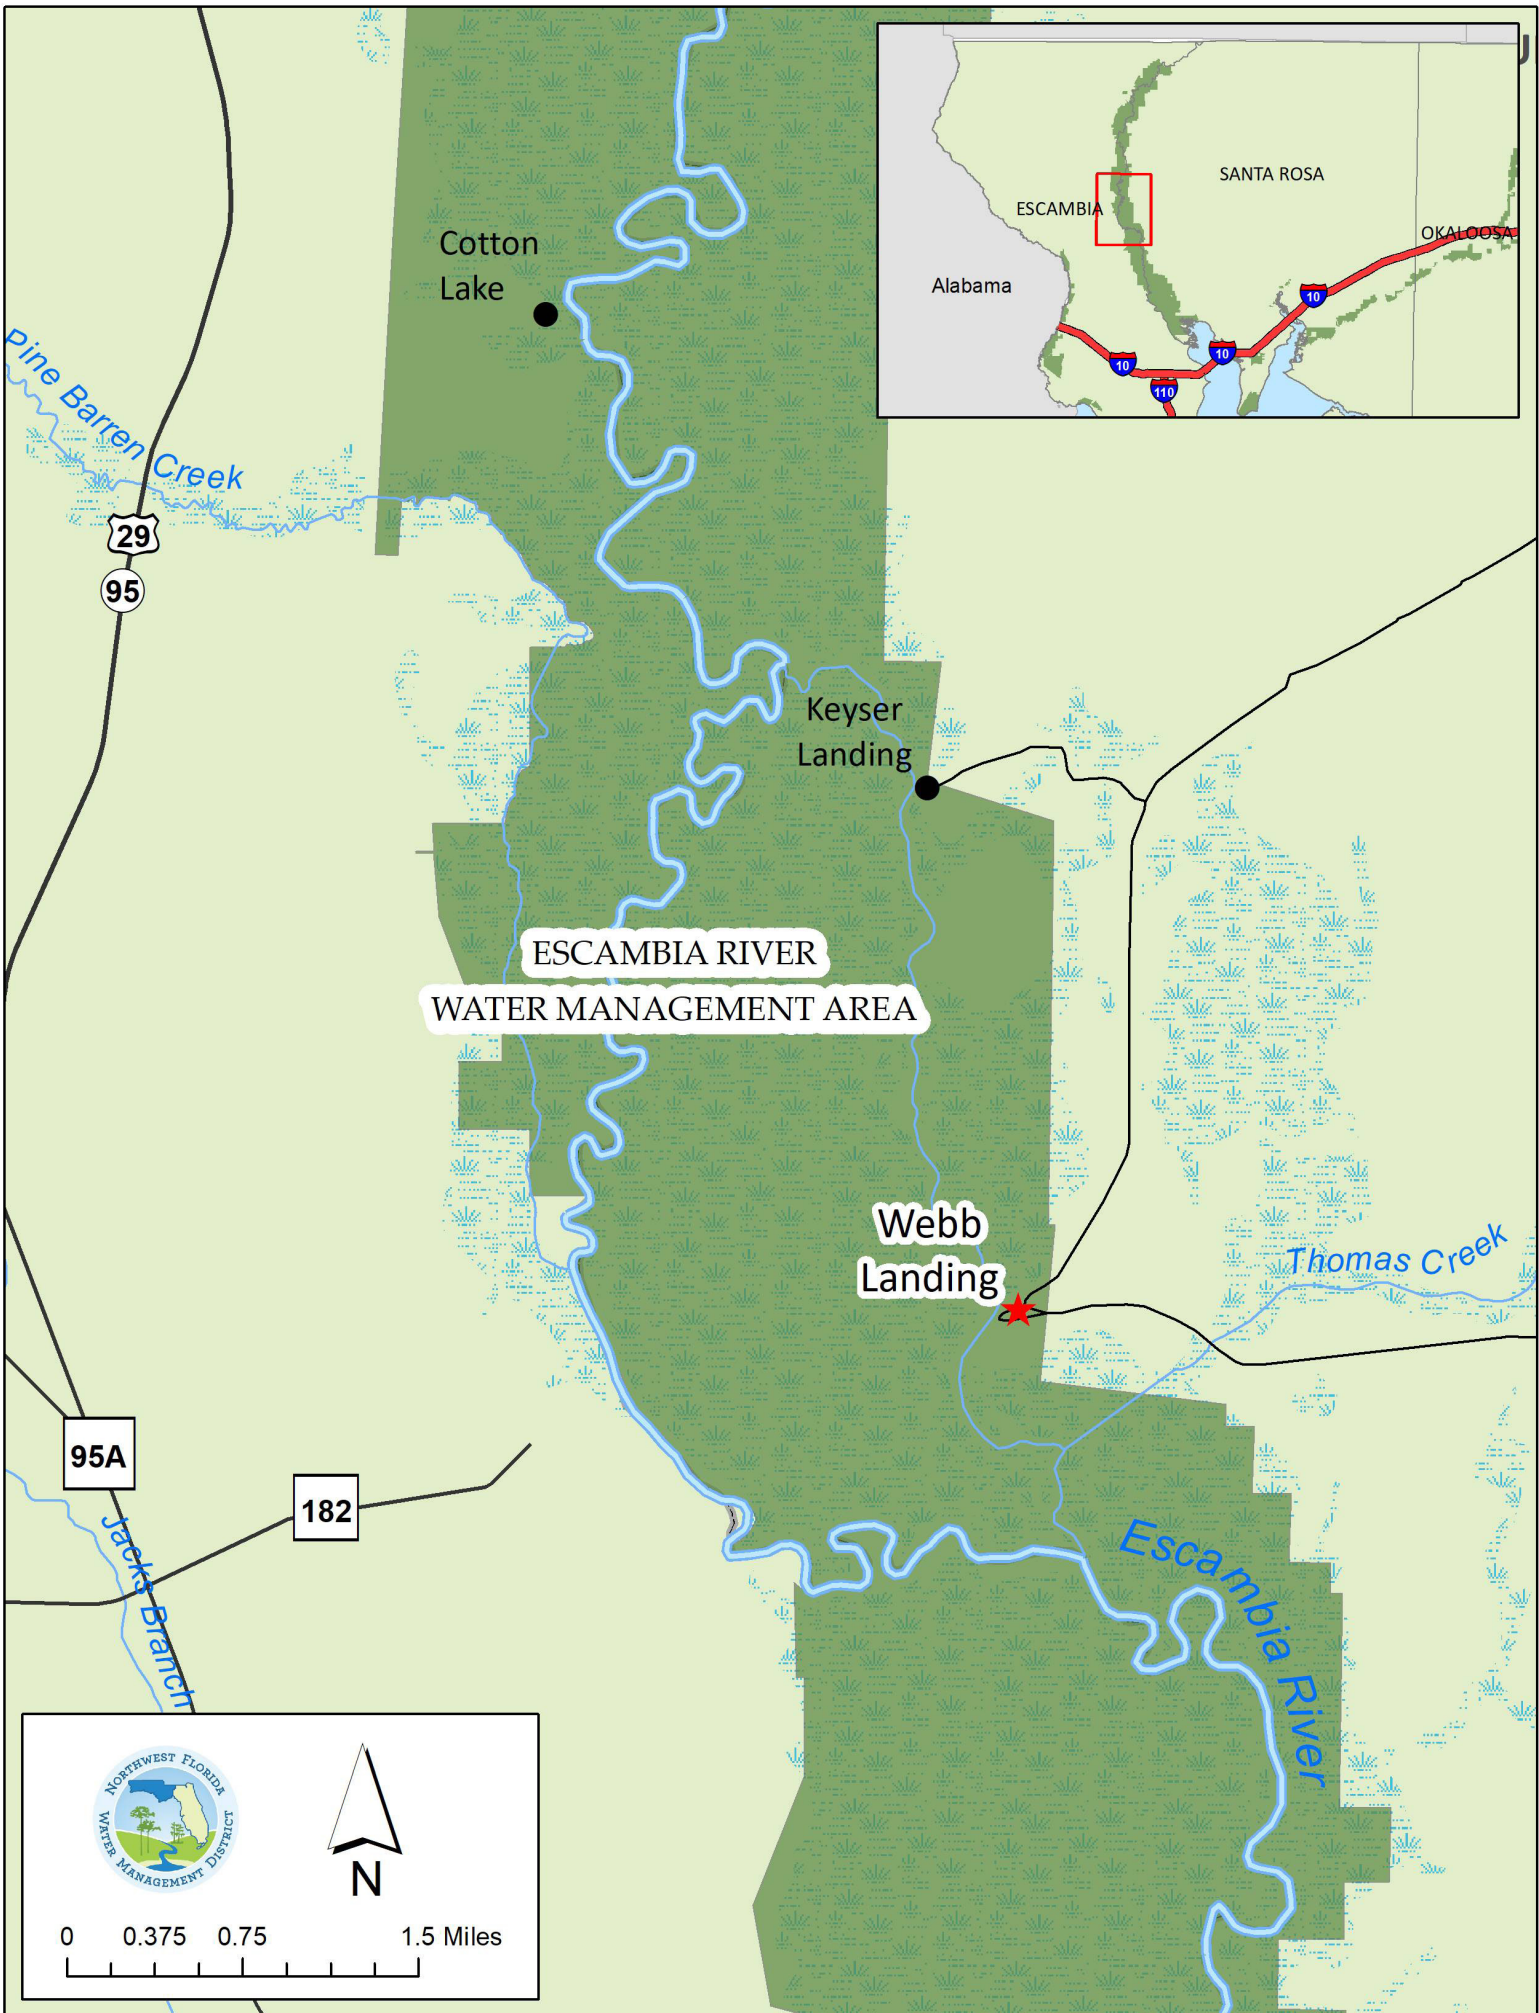 SANTA ROSA
ESCAMBIA
OKALOOSA
Alabama
10
10
10
110
Cotton
Lake
Pine Barren Creek
29
95
Keyser
Landing
ESCAMBIA RIVER
WATER MANAGEMENT AREA
Webb
Landing
Thomas Creek
95A
182
Jacks Branch
Escambia River
NORTHWEST FLORIDA
WATER MANAGEMENT DISTRICT
N
0 0.375 0.75 1.5 Miles